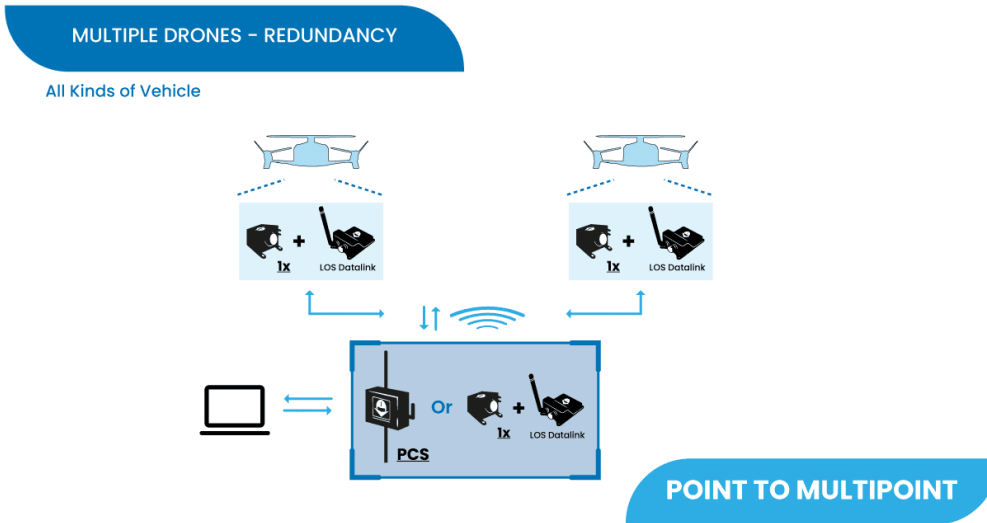 MULTIPLE DRONES - REDUNDANCY
All Kinds of Vehicle
+
1x
LOS Datalink
+
1x
LOS Datalink
Or
+
1x
LOS Datalink
PCS
POINT TO MULTIPOINT